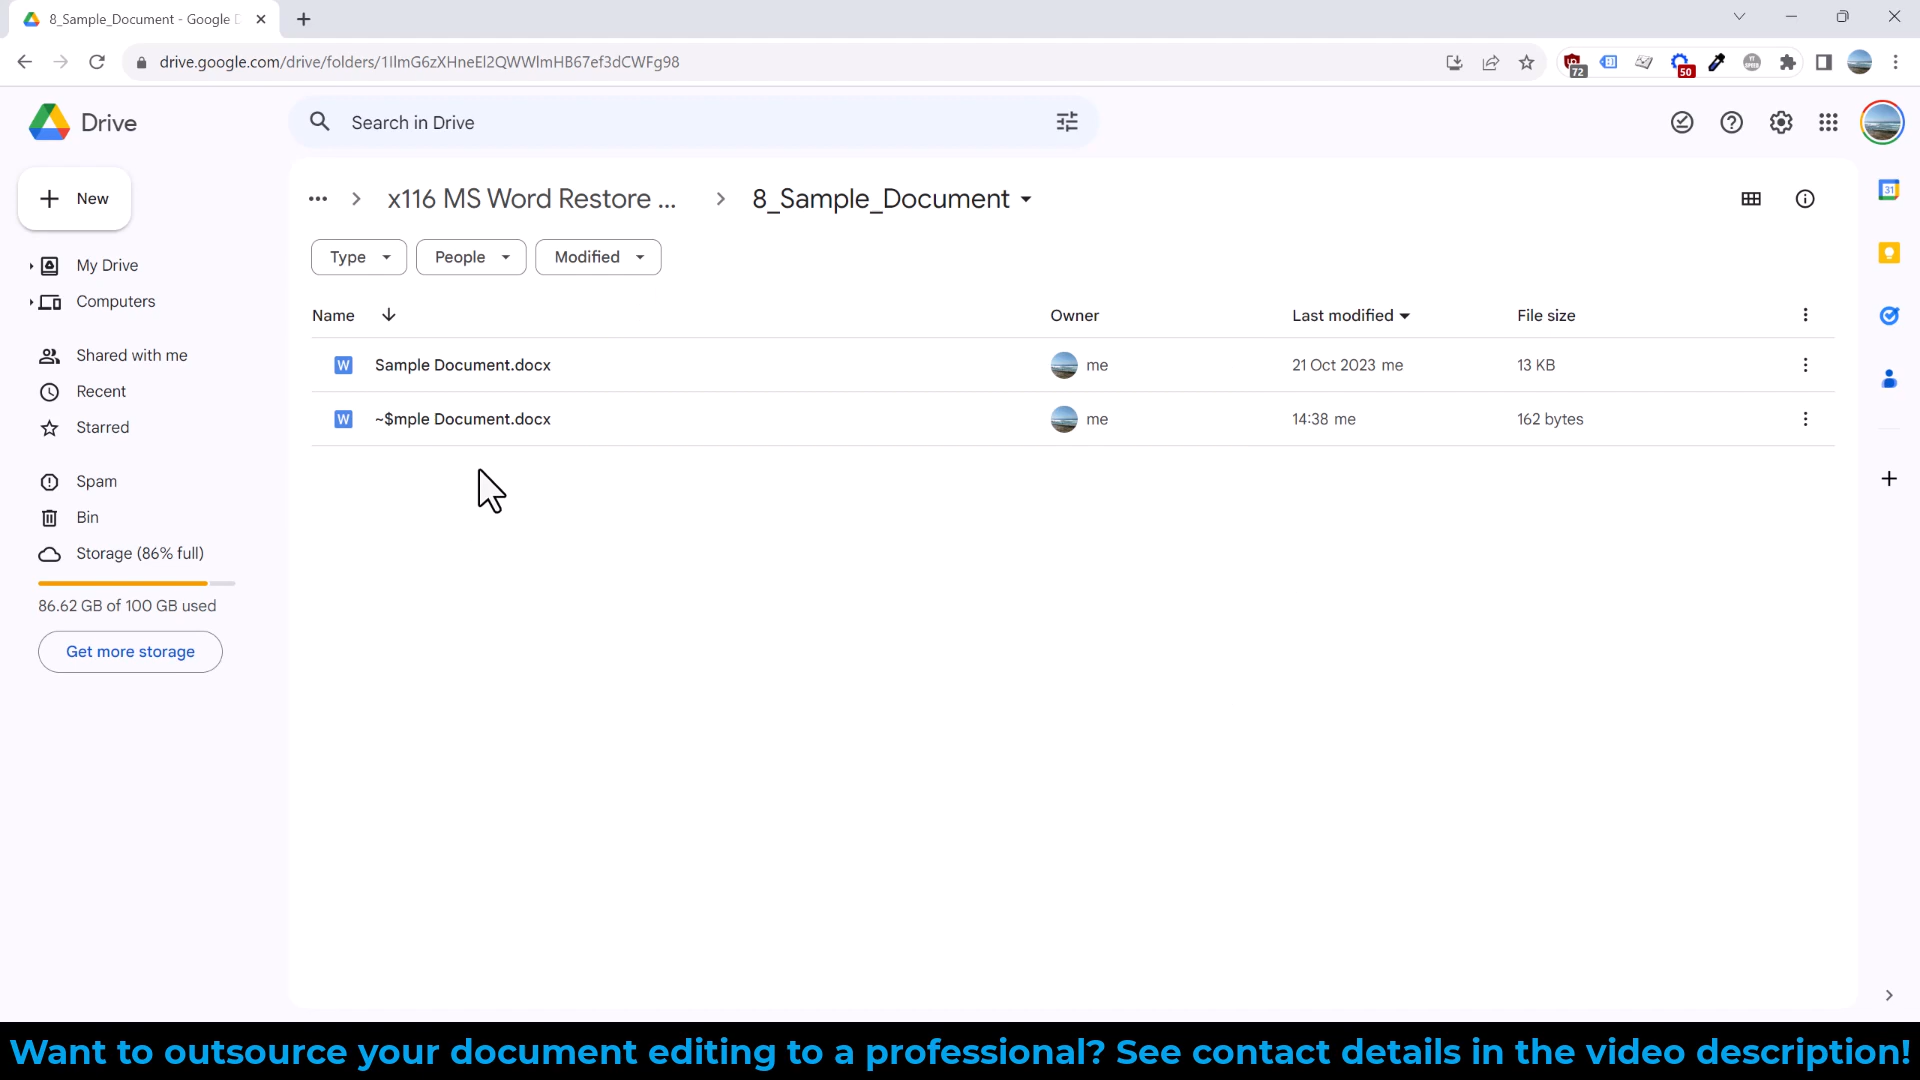 8_Sample_Document - Google D
drive.google.com/drive/folders/1IlmG6zXHneEl2QWWlmHB67ef3dCWFg98
72
50
Drive
Search in Drive
New
x116 MS Word Restore ...
8_Sample_Document
31
Type
People
Modified
My Drive
Computers
Name
Owner
Last modified
File size
Shared with me
W Sample Document.docx
me
21 Oct 2023 me
13 KB
Recent
W ~$mple Document.docx
me
14:38 me
162 bytes
Starred
Spam
Bin
Storage (86% full)
86.62 GB of 100 GB used
Get more storage
Want to outsource your document editing to a professional? See contact details in the video description!